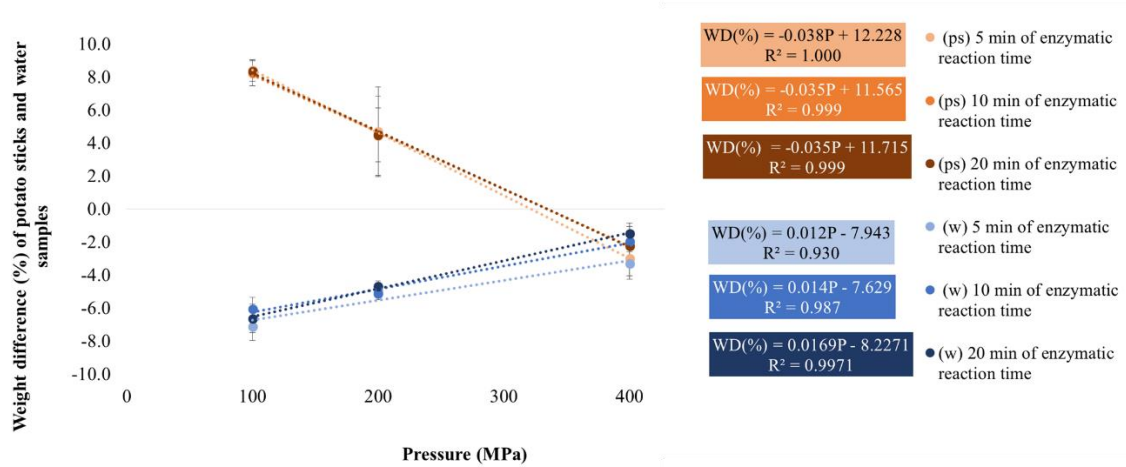 Weight difference (%) of potato sticks and water
samples
10.0
8.0
6.0
4.0
2.0
0.0
-2.0
-4.0
-6.0
-8.0
-10.0
0
100
200
300
400
Pressure (MPa)
WD(%) = -0.038P + 12.228
R² = 1.000
WD(%) = -0.035P + 11.565
R² = 0.999
WD(%) = -0.035P + 11.715
R² = 0.999
WD(%) = 0.012P - 7.943
R² = 0.930
WD(%) = 0.014P - 7.629
R² = 0.987
WD(%) = 0.0169P - 8.2271
R² = 0.9971
(ps) 5 min of enzymatic
reaction time
(ps) 10 min of enzymatic
reaction time
(ps) 20 min of enzymatic
reaction time
(w) 5 min of enzymatic
reaction time
(w) 10 min of enzymatic
reaction time
(w) 20 min of enzymatic
reaction time